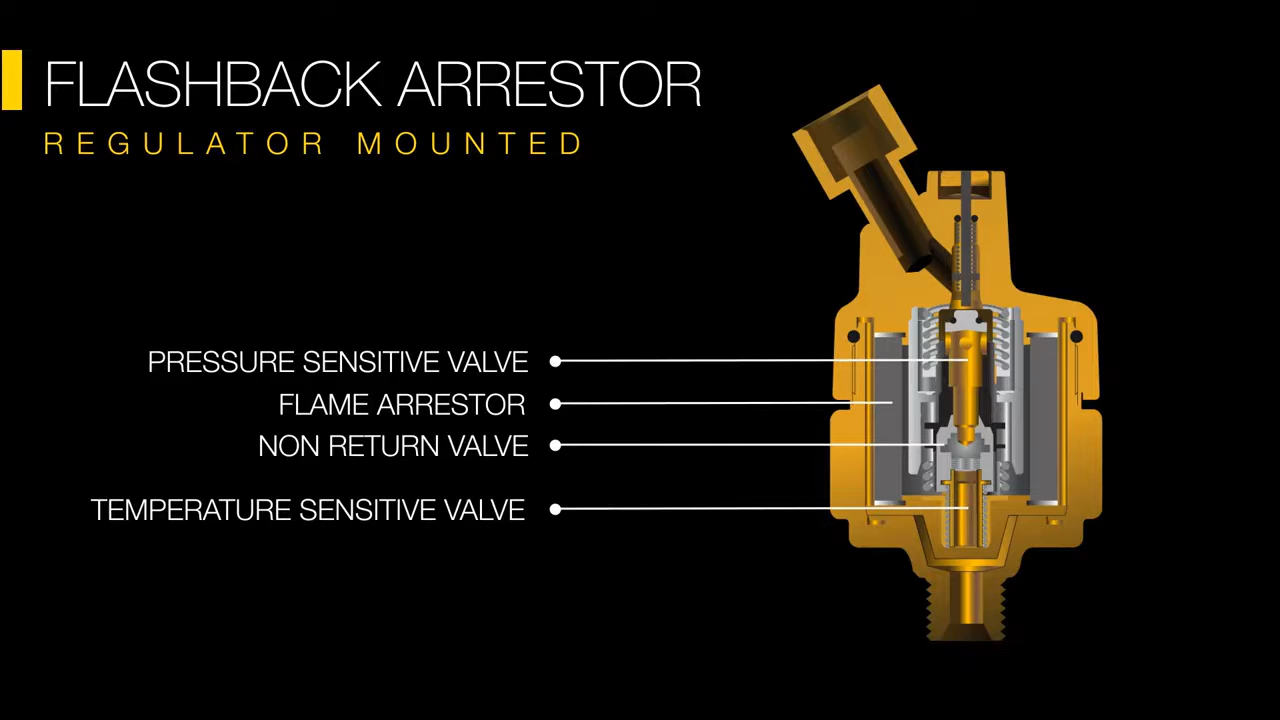 FLASHBACK ARRESTOR
REGULATOR MOUNTED
PRESSURE SENSITIVE VALVE
FLAME ARRESTOR
NON RETURN VALVE
TEMPERATURE SENSITIVE VALVE